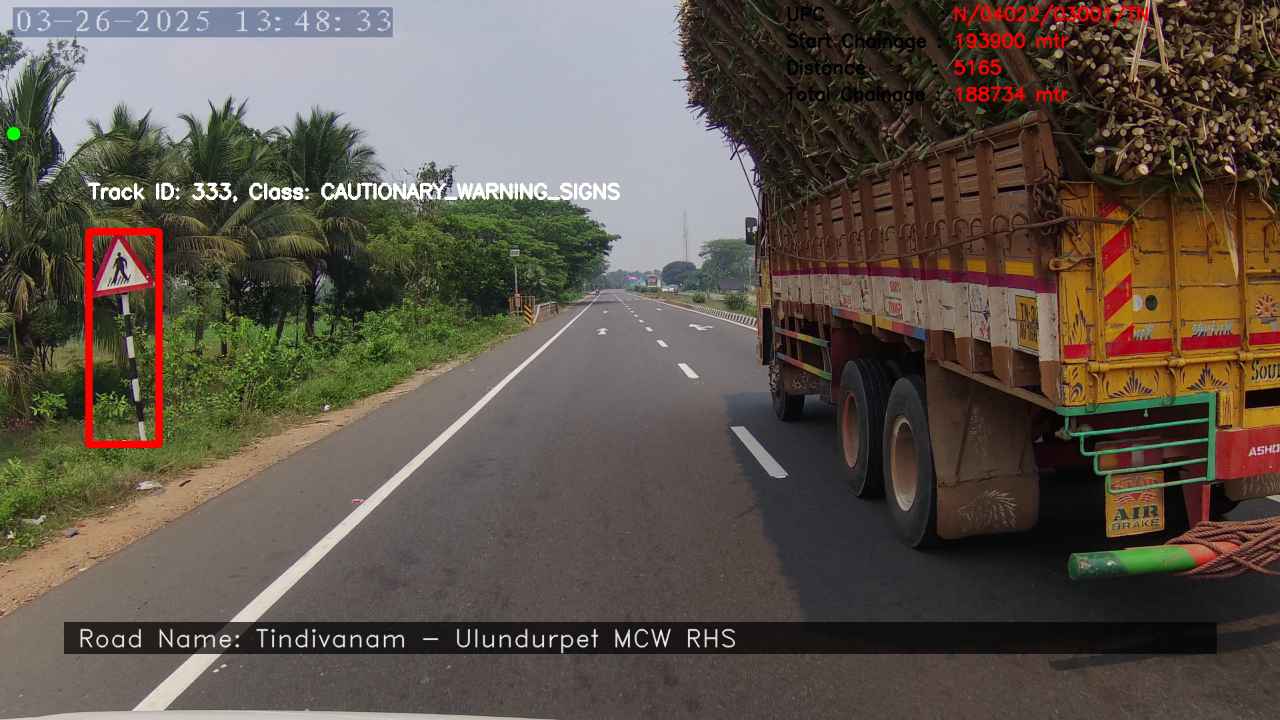 03-26-2025 13:48:33
UPC : N/04022/03001/TN
Start Chainage : 193900 mtr
Distance : 5165
Total Chainage : 188734 mtr
Track ID: 333, Class: CAUTIONARY_WARNING_SIGNS
AIR
BRAKE
Road Name: Tindivanam - Ulundurpet MCW RHS